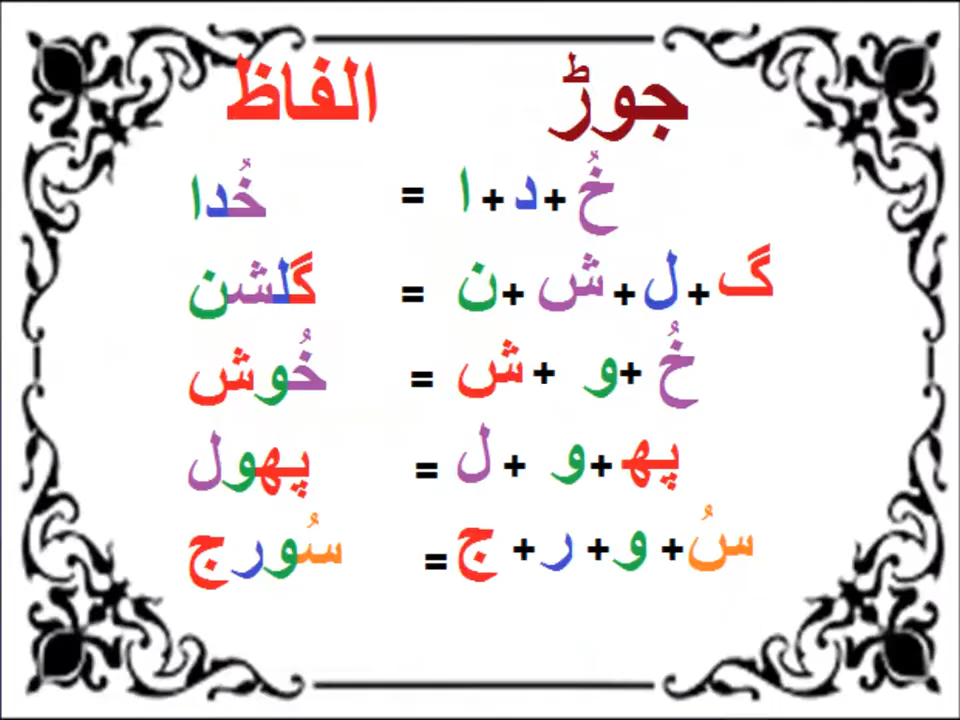 جوڑ الفاظ
خُ + د + ا = خُدا
گ + ل + ش + ن = گلشن
خُ + و + ش = خُوش
پھ + و + ل = پھول
سُ + و + ر + ج = سُورج